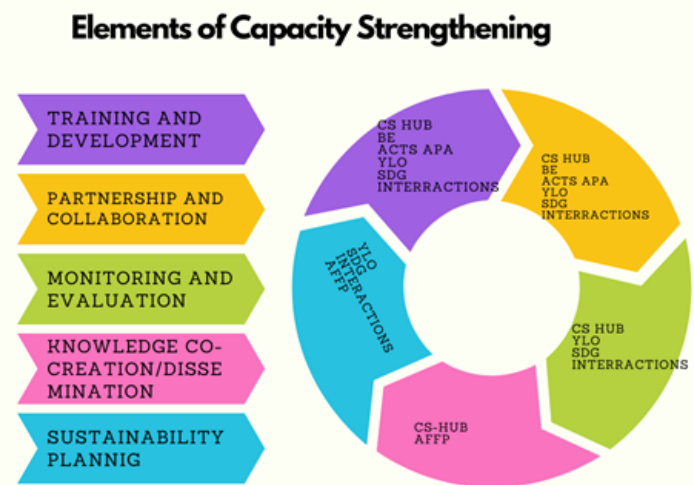 Elements of Capacity Strengthening
TRAINING AND
DEVELOPMENT
PARTNERSHIP AND
COLLABORATION
MONITORING AND
EVALUATION
KNOWLEDGE CO-
CREATION/DISSE
MINATION
SUSTAINABILITY
PLANNIG
CS HUB
BE
ACTS APA
YLO
SDG
INTERRACTIONS
CS HUB
BE
ACTS APA
YLO
SDG
INTERRACTIONS
CS HUB
YLO
SDG
INTERRACTIONS
CS-HUB
AFFP
YLO
SDG
INTERACTIONS
AFFP